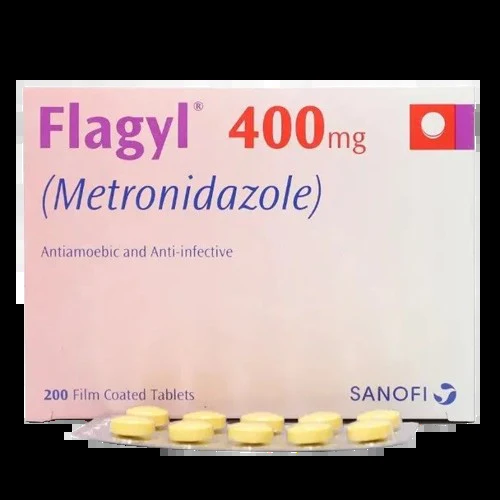 Flagyl® 400mg
(Metronidazole)
Antiamoebic and Anti-infective
200 Film Coated Tablets
SANOFI